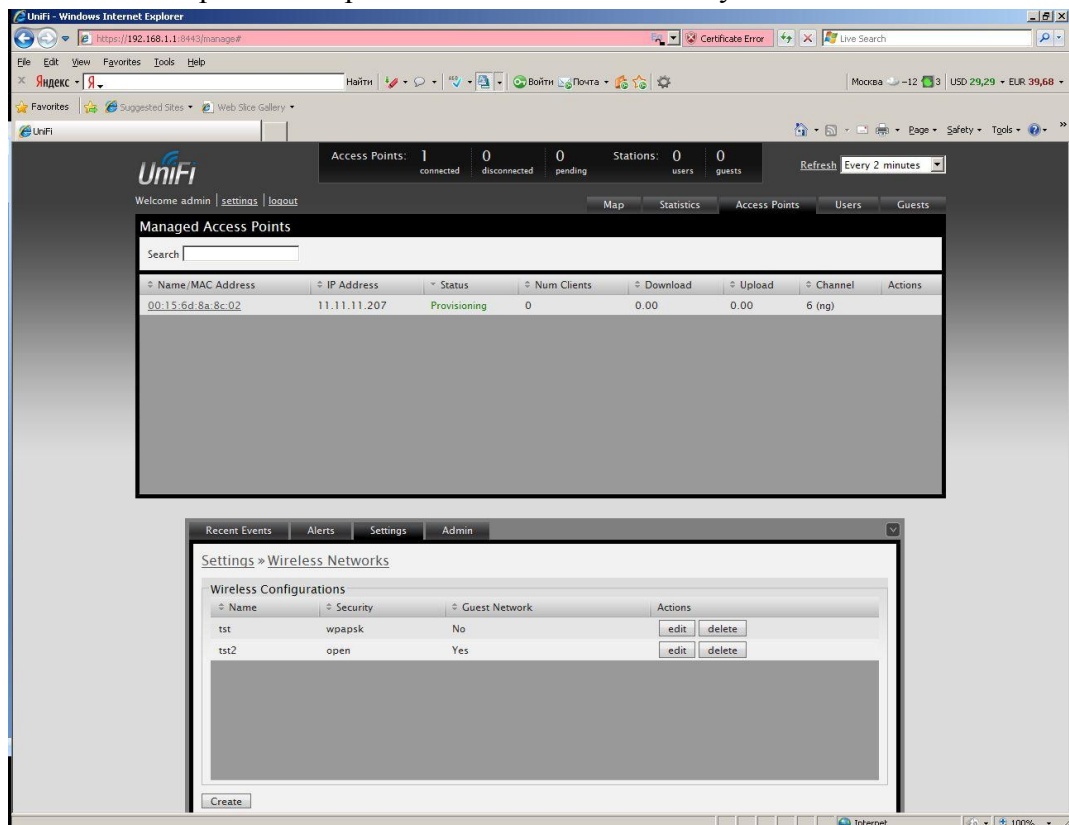 UniFi - Windows Internet Explorer
https://192.168.1.1:8443/manage#
Certificate Error
Live Search
File Edit View Favorites Tools Help
Яндекс Я
Найти
Войти
Почта
Москва -12 3 USD 29,29 EUR 39,68
Favorites
Suggested Sites
Web Slice Gallery
UniFi
Page Safety Tools
UniFi
Access Points: 1 connected 0 disconnected 0 pending Stations: 0 users 0 guests
Refresh Every 2 minutes
Welcome admin | settings | logout
Map Statistics Access Points Users Guests
Managed Access Points
Search
Name/MAC Address IP Address Status Num Clients Download Upload Channel Actions
00:15:6d:8a:8c:02 11.11.11.207 Provisioning 0 0.00 0.00 6 (ng)
Recent Events Alerts Settings Admin
Settings » Wireless Networks
Wireless Configurations
Name Security Guest Network Actions
tst wpapsk No edit delete
tst2 open Yes edit delete
Create
Internet
100%